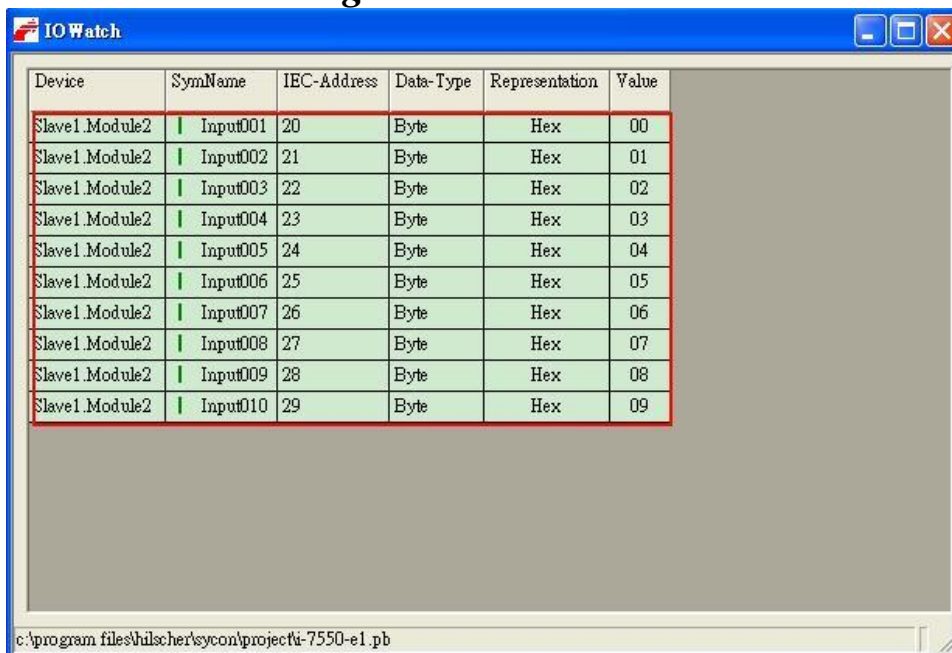 g
IO Watch
Device SymName IEC-Address Data-Type Representation Value
Slave1.Module2 Input001 20 Byte Hex 00
Slave1.Module2 Input002 21 Byte Hex 01
Slave1.Module2 Input003 22 Byte Hex 02
Slave1.Module2 Input004 23 Byte Hex 03
Slave1.Module2 Input005 24 Byte Hex 04
Slave1.Module2 Input006 25 Byte Hex 05
Slave1.Module2 Input007 26 Byte Hex 06
Slave1.Module2 Input008 27 Byte Hex 07
Slave1.Module2 Input009 28 Byte Hex 08
Slave1.Module2 Input010 29 Byte Hex 09
c:\program files\hilscher\sycon\project\i-7550-e1.pb